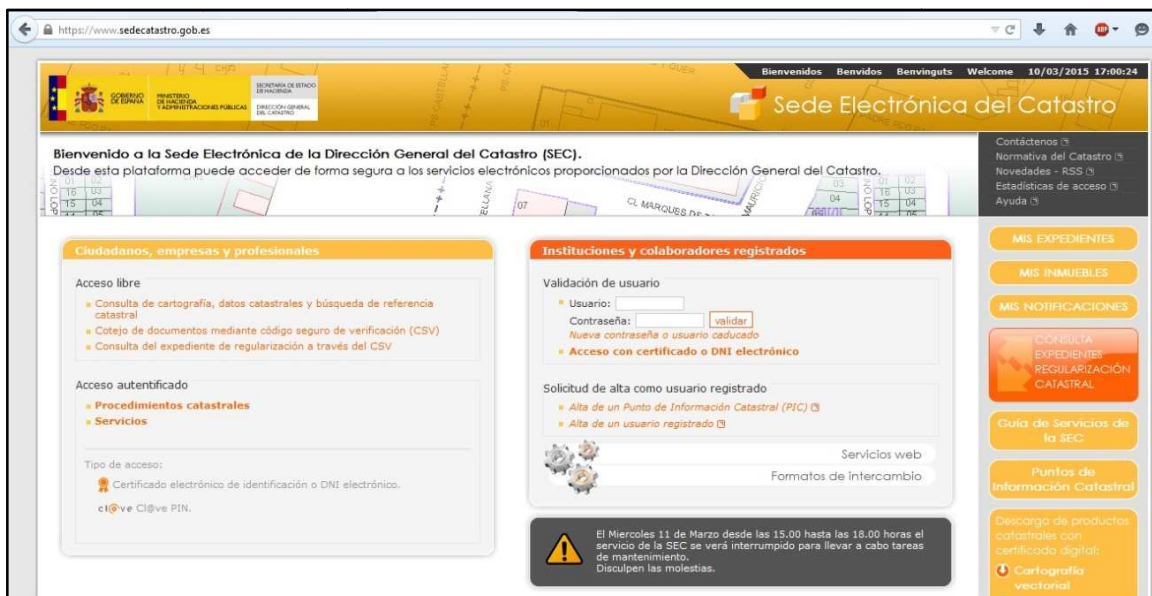 https://www.sedecatastro.gob.es
ABP
GOBIERNO
DE ESPAÑA
MINISTERIO
DE HACIENDA
Y ADMINISTRACIONES PÚBLICAS
SECRETARÍA DE ESTADO
DE HACIENDA
DIRECCIÓN GENERAL
DEL CATASTRO
Bienvenidos Benvidos Benvinguts Welcome 10/03/2015 17:00:24
Sede Electrónica del Catastro
Bienvenido a la Sede Electrónica de la Dirección General del Catastro (SEC).
Desde esta plataforma puede acceder de forma segura a los servicios electrónicos proporcionados por la Dirección General del Catastro.
07
CL MARQUES DE
Contáctenos
Normativa del Catastro
Novedades - RSS
Estadísticas de acceso
Ayuda
Ciudadanos, empresas y profesionales
Acceso libre
Consulta de cartografía, datos catastrales y búsqueda de referencia
catastral
Cotejo de documentos mediante código seguro de verificación (CSV)
Consulta del expediente de regularización a través del CSV
Acceso autentificado
Procedimientos catastrales
Servicios
Tipo de acceso:
Certificado electrónico de identificación o DNI electrónico.
cl@ve Cl@ve PIN.
Instituciones y colaboradores registrados
Validación de usuario
Usuario:
Contraseña: validar
Nueva contraseña o usuario caducado
Acceso con certificado o DNI electrónico
Solicitud de alta como usuario registrado
Alta de un Punto de Información Catastral (PIC)
Alta de un usuario registrado
Servicios web
Formatos de intercambio
El Miercoles 11 de Marzo desde las 15.00 hasta las 18.00 horas el
servicio de la SEC se verá interrumpido para llevar a cabo tareas
de mantenimiento.
Disculpen las molestias.
MIS EXPEDIENTES
MIS INMUEBLES
MIS NOTIFICACIONES
CONSULTA
EXPEDIENTES
REGULARIZACIÓN
CATASTRAL
Guía de Servicios de
la SEC
Puntos de
Información Catastral
Descarga de productos
catastrales con
certificado digital:
Cartografía
vectorial